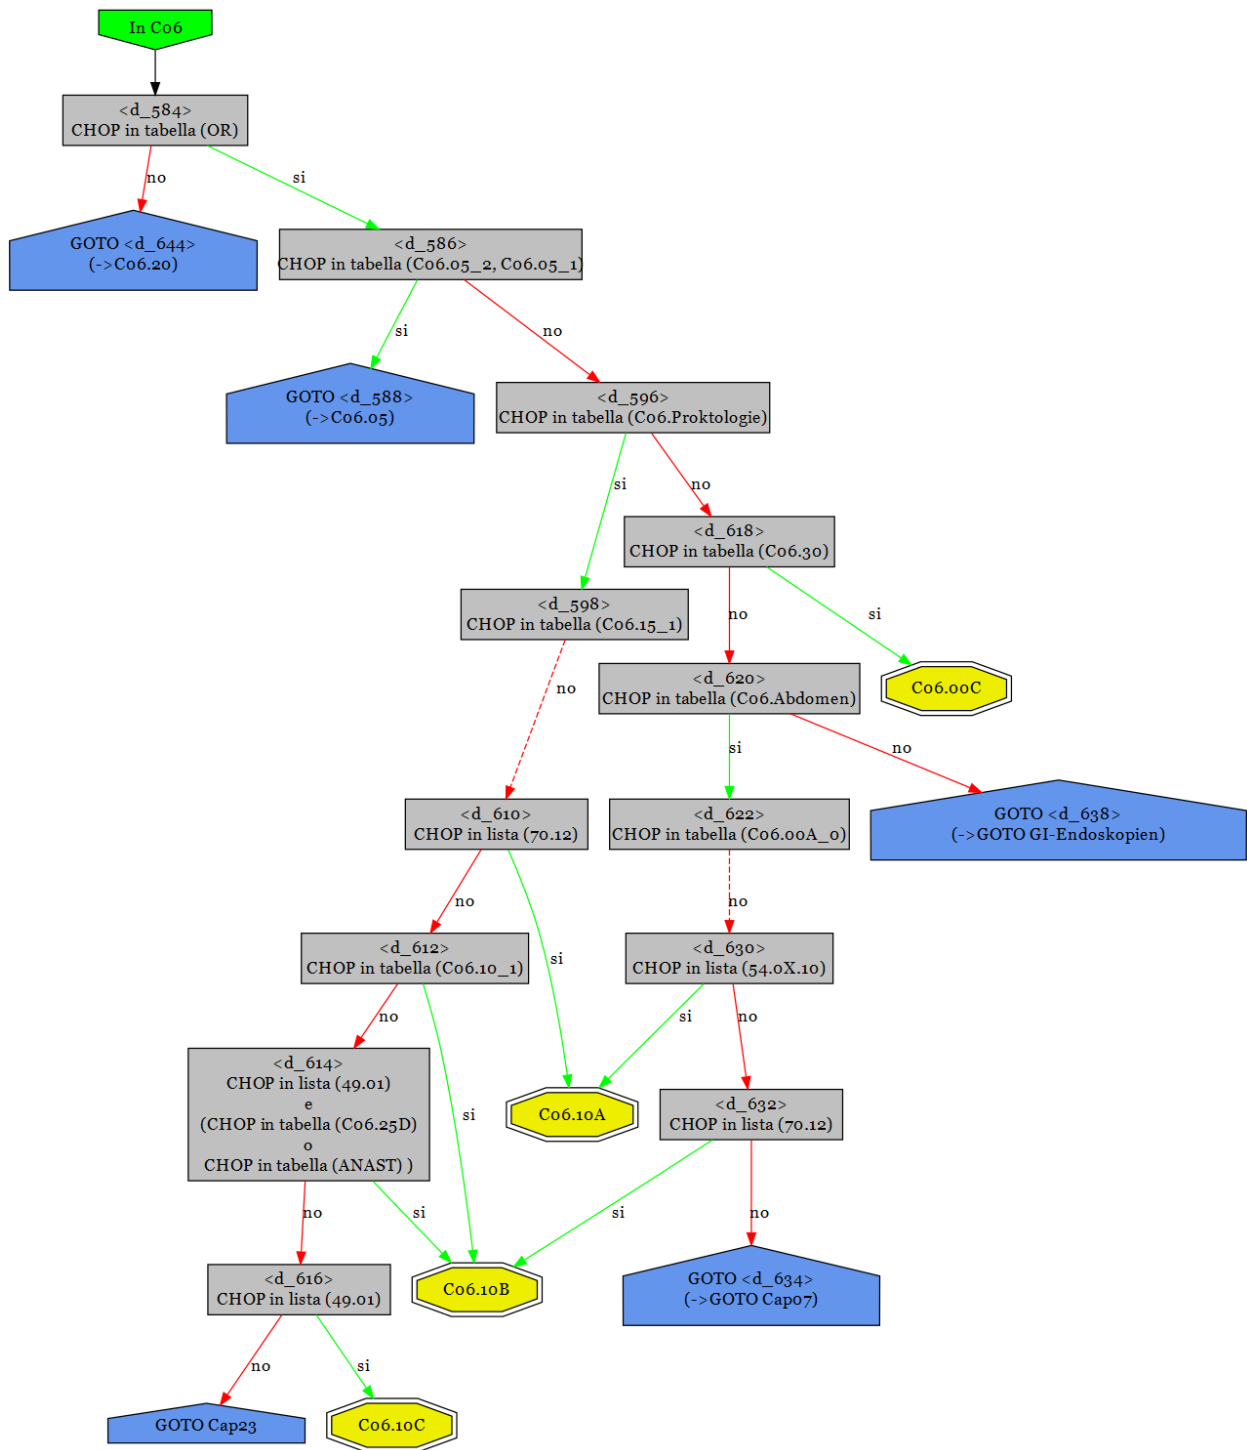 In C06
<d_584>
CHOP in tabella (OR)
no
si
GOTO <d_644>
(->C06.20)
<d_586>
CHOP in tabella (C06.05_2, C06.05_1)
si
no
GOTO <d_588>
(->C06.05)
<d_596>
CHOP in tabella (C06.Proktologie)
si
no
<d_618>
CHOP in tabella (C06.30)
<d_598>
CHOP in tabella (C06.15_1)
no
si
no
<d_620>
CHOP in tabella (C06.Abdomen)
C06.00C
si
no
<d_610>
CHOP in lista (70.12)
<d_622>
CHOP in tabella (C06.00A_0)
GOTO <d_638>
(->GOTO GI-Endoskopien)
no
si
no
<d_612>
CHOP in tabella (C06.10_1)
<d_630>
CHOP in lista (54.0X.10)
no
si
si
no
<d_614>
CHOP in lista (49.01)
e
(CHOP in tabella (C06.25D)
o
CHOP in tabella (ANAST) )
C06.10A
<d_632>
CHOP in lista (70.12)
no
si
si
no
<d_616>
CHOP in lista (49.01)
C06.10B
GOTO <d_634>
(->GOTO Cap07)
no
si
GOTO Cap23
C06.10C